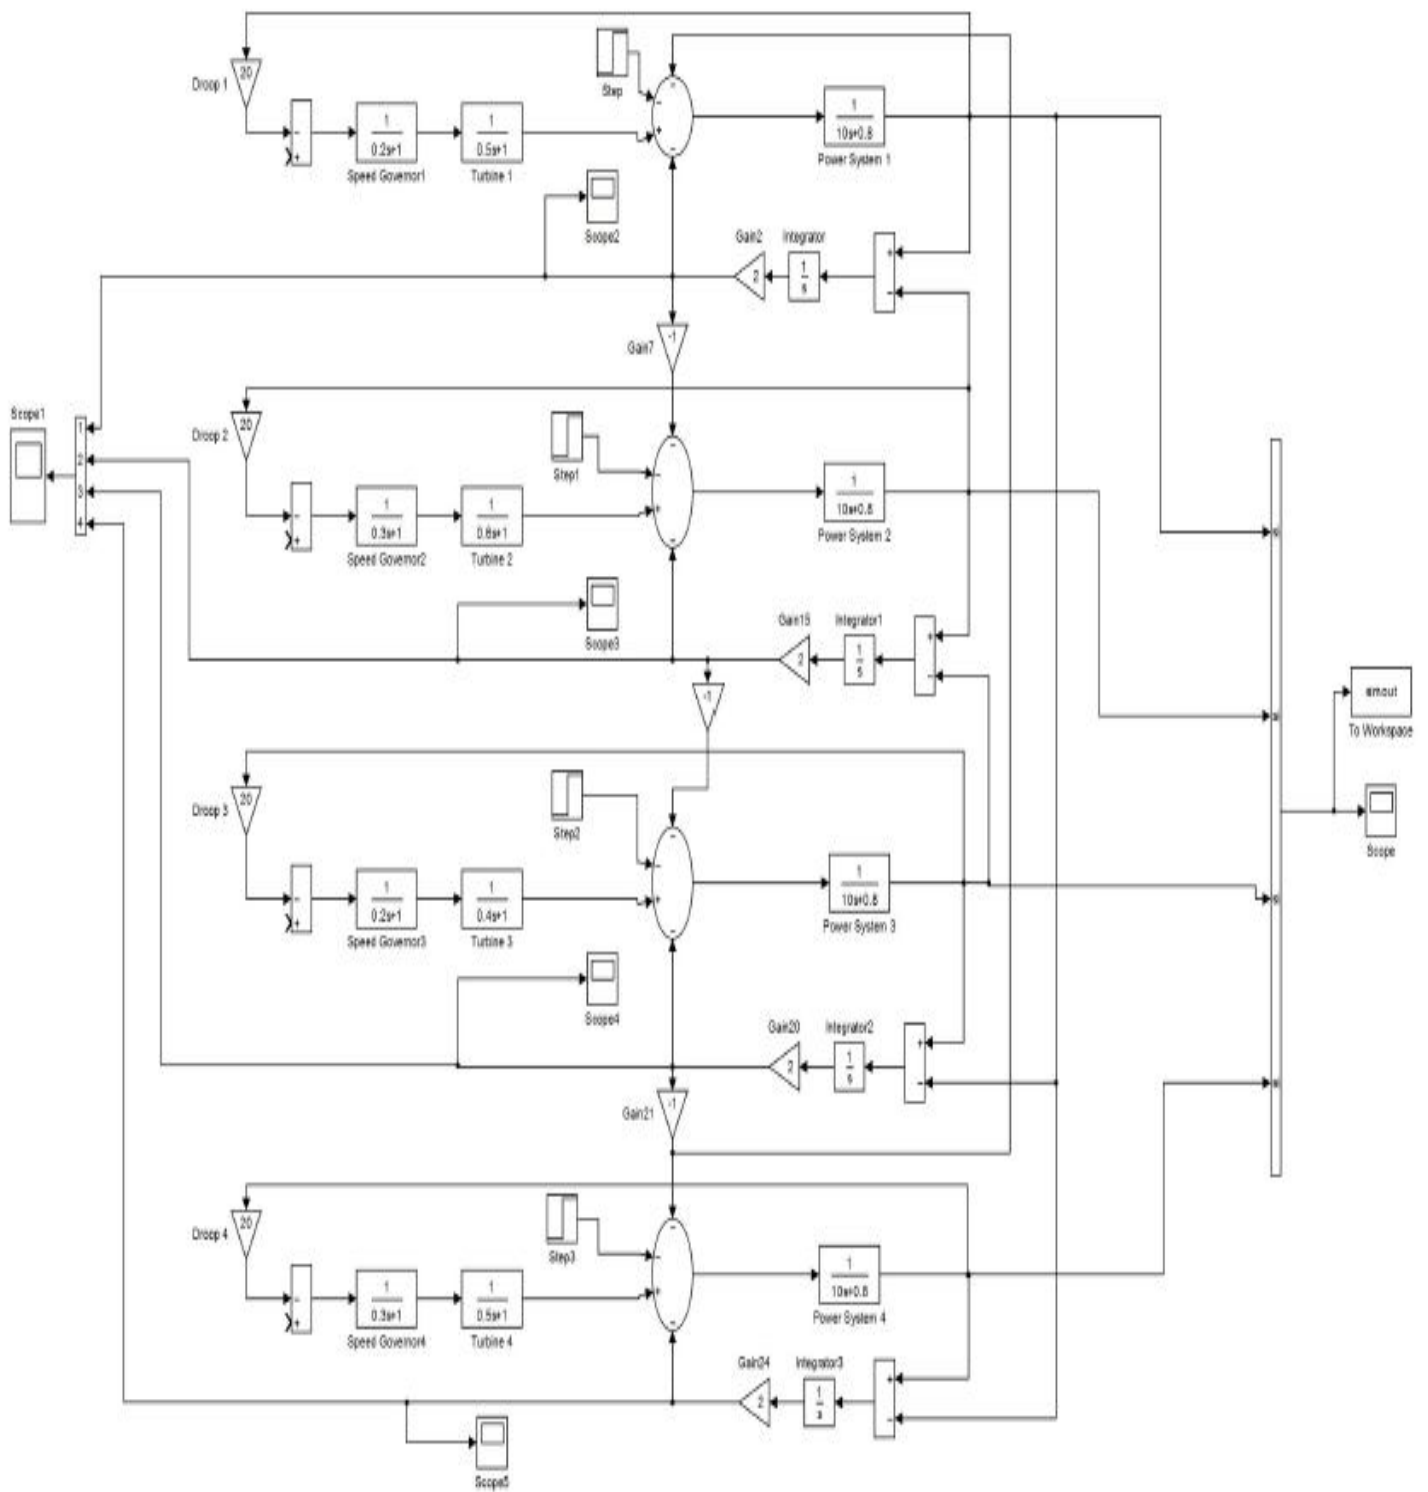 Droop 1
20
Step
1
0.2s+1
Speed Governor1
1
0.5s+1
Turbine 1
1
10s+0.8
Power System 1
Scope2
Gain2
2
Integrator
1
s
Gain7
-1
Scope1
1
2
3
4
Droop 2
20
Step1
1
0.3s+1
Speed Governor2
1
0.6s+1
Turbine 2
1
10s+0.8
Power System 2
Scope3
Gain15
2
Integrator1
1
s
-1
simout
To Workspace
Scope
Droop 3
20
Step2
1
0.2s+1
Speed Governor3
1
0.4s+1
Turbine 3
1
10s+0.8
Power System 3
Scope4
Gain20
2
Integrator2
1
s
Gain21
-1
Droop 4
20
Step3
1
0.3s+1
Speed Governor4
1
0.5s+1
Turbine 4
1
10s+0.8
Power System 4
Gain24
2
Integrator3
1
s
Scope5